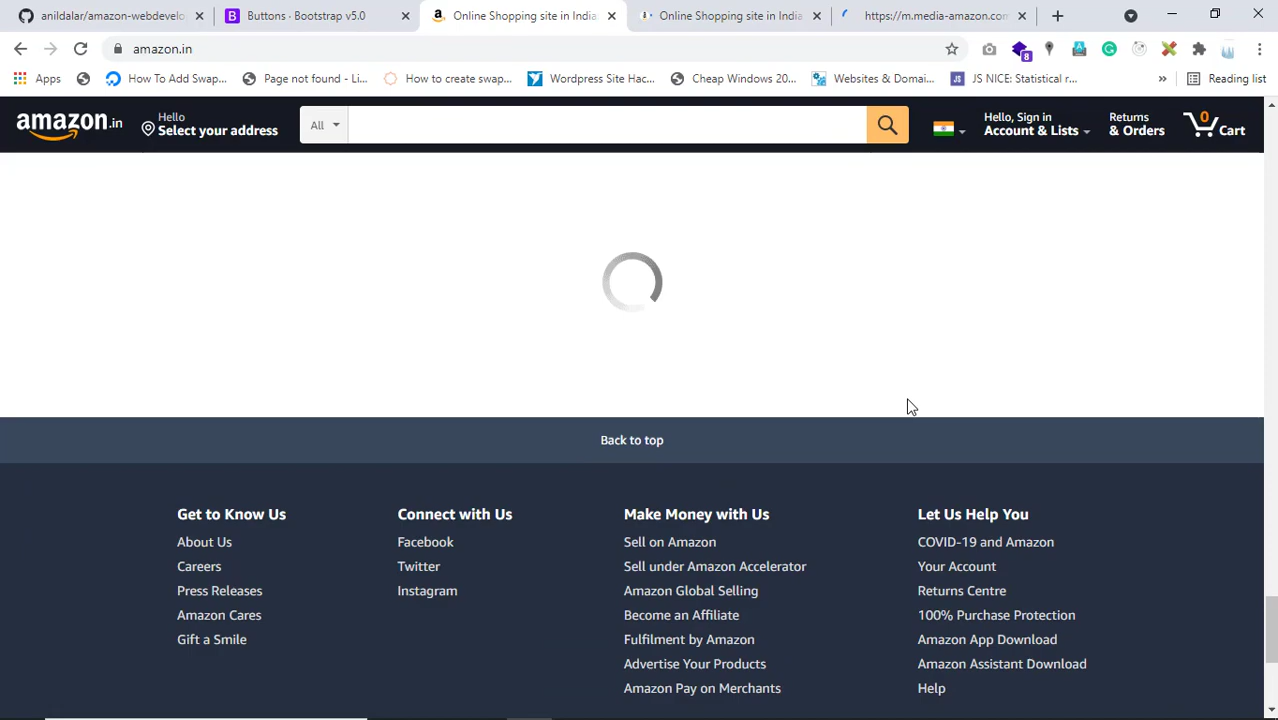 anildalar/amazon-webdevelo
Buttons · Bootstrap v5.0
Online Shopping site in India
Online Shopping site in India
https://m.media-amazon.com
amazon.in
8
Apps
How To Add Swap...
Page not found - Li...
How to create swap...
Wordpress Site Hac...
Cheap Windows 20...
Websites & Domai...
JS
JS NICE: Statistical r...
»
Reading list
amazon.in
Hello
Select your address
All
Hello, Sign in
Account & Lists
Returns
& Orders
0
Cart
Back to top
Get to Know Us
About Us
Careers
Press Releases
Amazon Cares
Gift a Smile
Connect with Us
Facebook
Twitter
Instagram
Make Money with Us
Sell on Amazon
Sell under Amazon Accelerator
Amazon Global Selling
Become an Affiliate
Fulfilment by Amazon
Advertise Your Products
Amazon Pay on Merchants
Let Us Help You
COVID-19 and Amazon
Your Account
Returns Centre
100% Purchase Protection
Amazon App Download
Amazon Assistant Download
Help